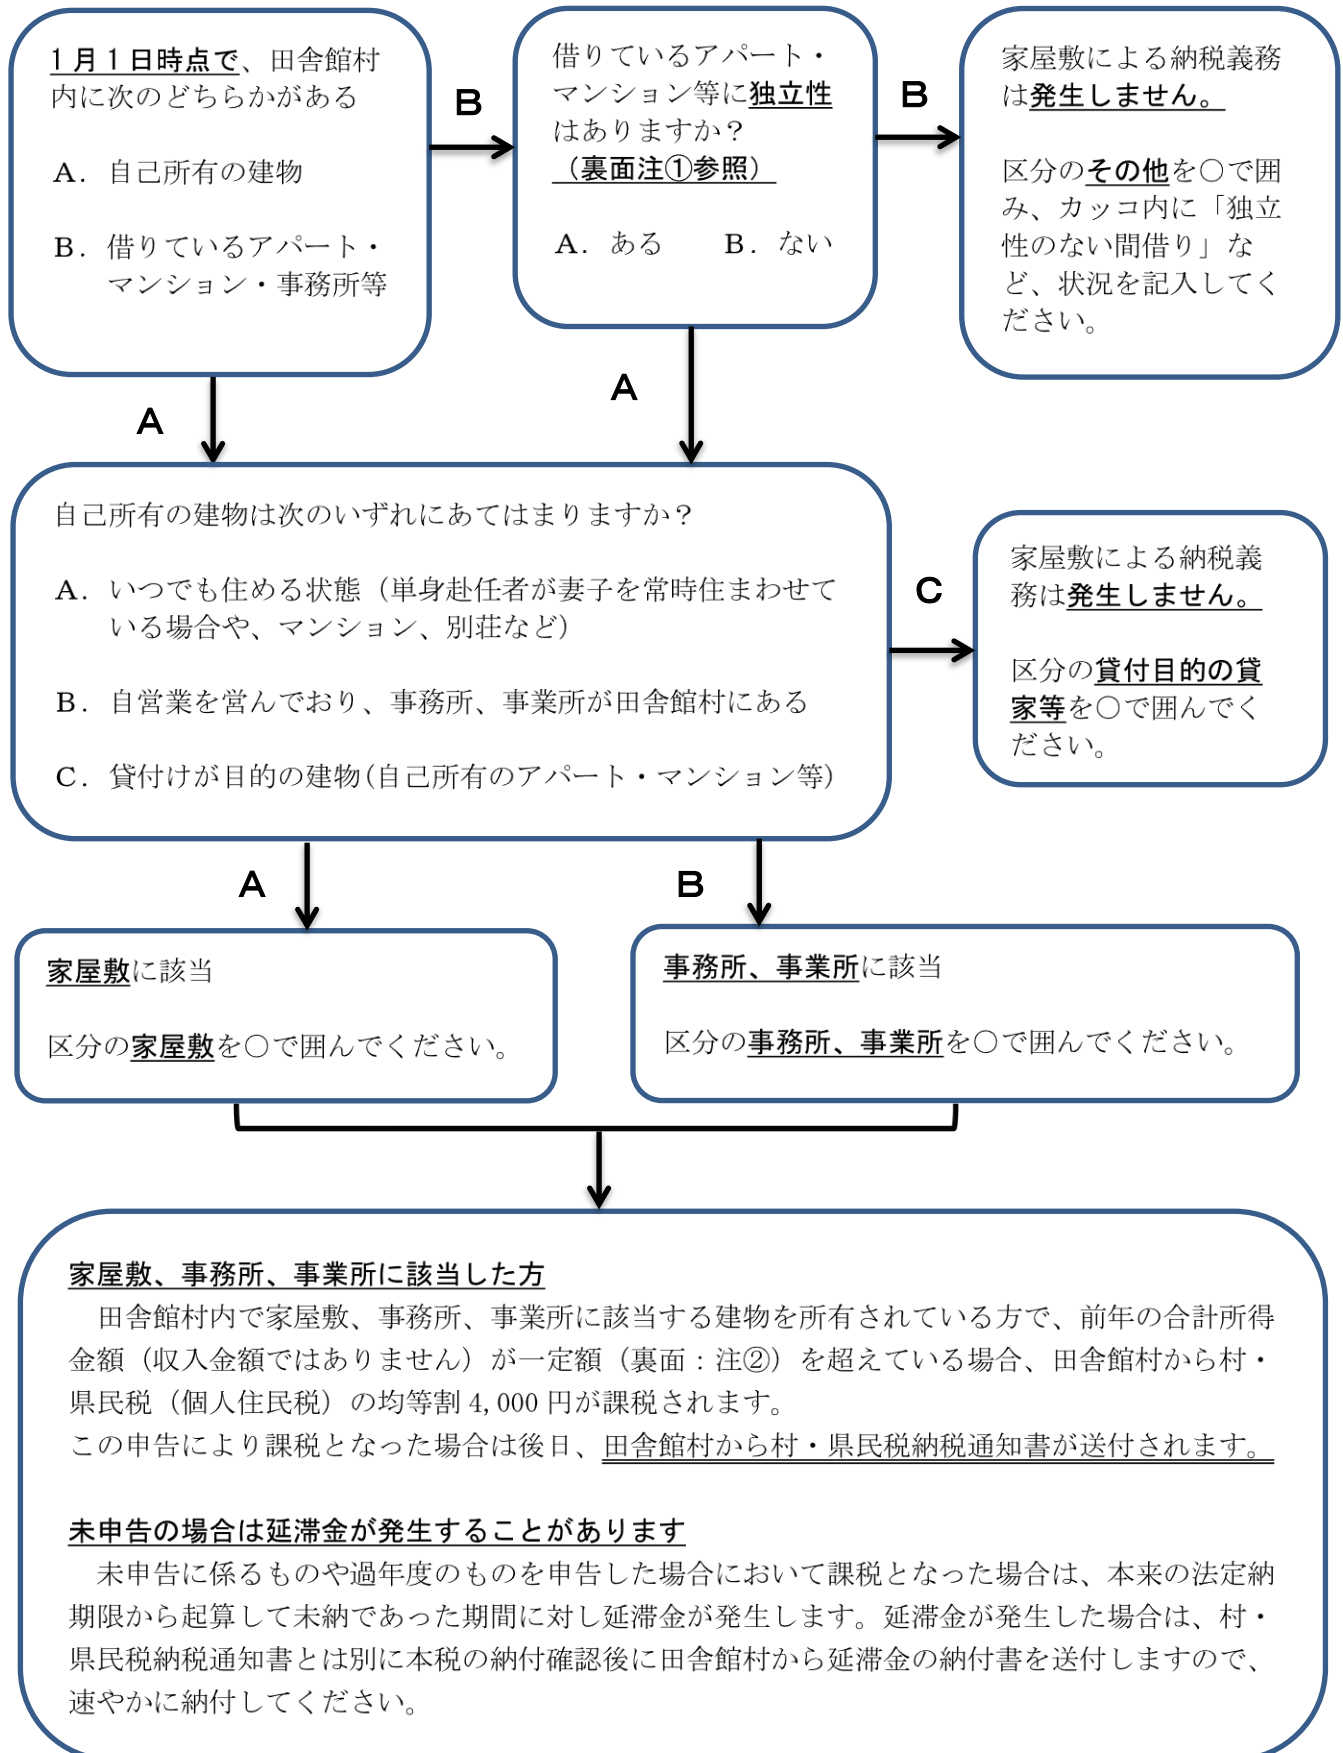 1月1日時点で、田舎館村
内に次のどちらかがある
A．自己所有の建物
B．借りているアパート・
マンション・事務所等
B
借りているアパート・
マンション等に独立性
はありますか？
（裏面注①参照）
A．ある　　B．ない
B
家屋敷による納税義務
は発生しません。
区分のその他を○で囲
み、カッコ内に「独立
性のない間借り」な
ど、状況を記入してく
ださい。
A
A
自己所有の建物は次のいずれにあてはまりますか？
A．いつでも住める状態（単身赴任者が妻子を常時住まわせて
いる場合や、マンション、別荘など）
B．自営業を営んでおり、事務所、事業所が田舎館村にある
C．貸付けが目的の建物(自己所有のアパート・マンション等)
C
家屋敷による納税義
務は発生しません。
区分の貸付目的の貸
家等を○で囲んでく
ださい。
A
B
家屋敷に該当
区分の家屋敷を○で囲んでください。
事務所、事業所に該当
区分の事務所、事業所を○で囲んでください。
家屋敷、事務所、事業所に該当した方
田舎館村内で家屋敷、事務所、事業所に該当する建物を所有されている方で、前年の合計所得
金額（収入金額ではありません）が一定額（裏面：注②）を超えている場合、田舎館村から村・
県民税（個人住民税）の均等割 4,000 円が課税されます。
この申告により課税となった場合は後日、田舎館村から村・県民税納税通知書が送付されます。
未申告の場合は延滞金が発生することがあります
未申告に係るものや過年度のものを申告した場合において課税となった場合は、本来の法定納
期限から起算して未納であった期間に対し延滞金が発生します。延滞金が発生した場合は、村・
県民税納税通知書とは別に本税の納付確認後に田舎館村から延滞金の納付書を送付しますので、
速やかに納付してください。